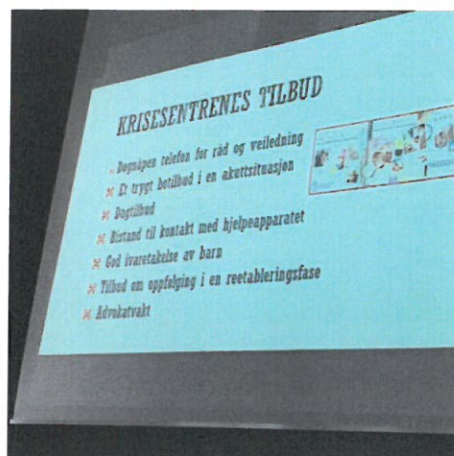 KRISESENTRENES TILBUD
Døgnåpen telefon for råd og veiledning
Et trygt botilbud i en akuttsituasjon
Dagtilbud
Bistand til kontakt med hjelpeapparatet
God ivaretakelse av barn
Tilbud om oppfølging i en reetableringsfase
Advokatvakt